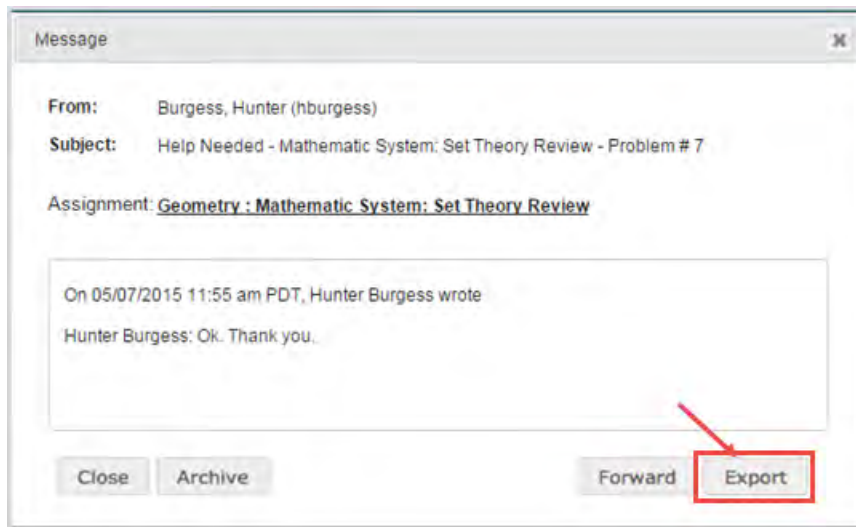 Message
From: Burgess, Hunter (hburgess)
Subject: Help Needed - Mathematic System: Set Theory Review - Problem # 7
Assignment: Geometry : Mathematic System: Set Theory Review
On 05/07/2015 11:55 am PDT, Hunter Burgess wrote
Hunter Burgess: Ok. Thank you.
Close Archive Forward Export